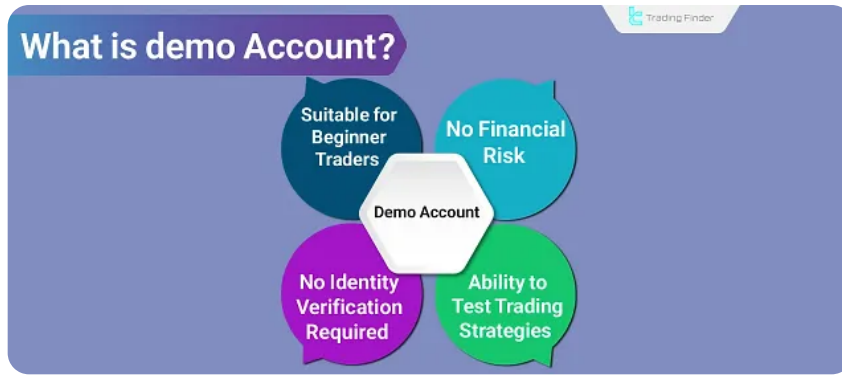 Trading Finder
What is demo Account?
Suitable for
Beginner
Traders
No Financial
Risk
Demo Account
No Identity
Verification
Required
Ability to
Test Trading
Strategies